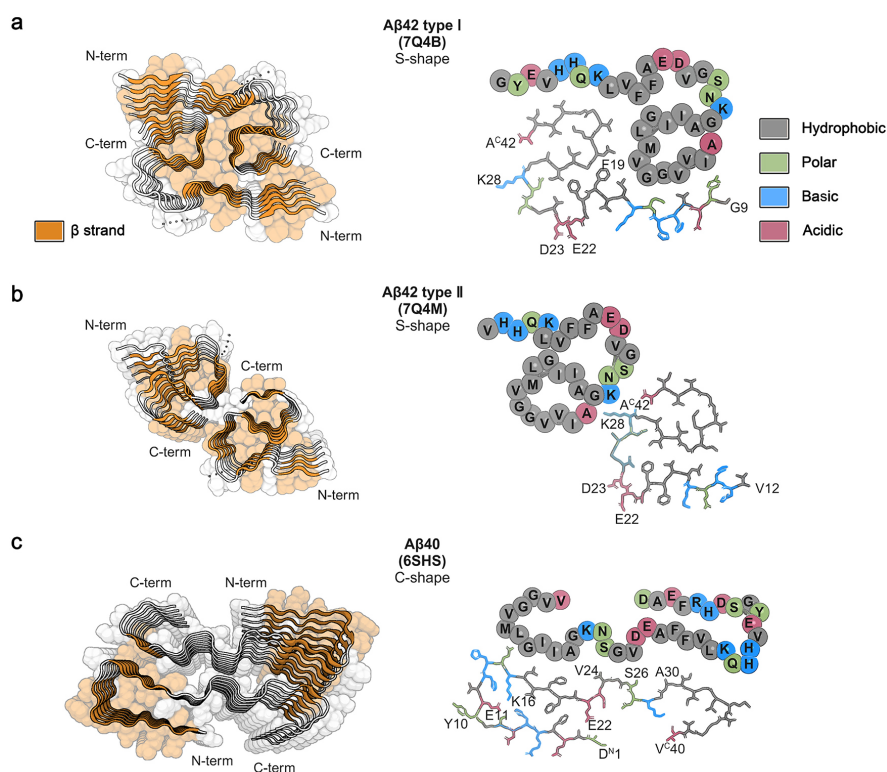 a
Aβ42 type I
(7Q4B)
S-shape
N-term
C-term
C-term
N-term
β strand
G Y E V H H Q K L V F F A E D V G S N K G A I I G L M V G G V V I A
A^C42
K28
F19
D23
E22
G9
Hydrophobic
Polar
Basic
Acidic
b
Aβ42 type II
(7Q4M)
S-shape
N-term
C-term
C-term
N-term
V H H Q K L V F F A E D V G S N K G A I I G L M V G G V V I A
A^C42
K28
D23
E22
V12
c
Aβ40
(6SHS)
C-shape
C-term
N-term
N-term
C-term
V V G G V M L G I I A G K N S G V D E A F F V L K Q H H V E Y G S D H R F E A D
V24
S26
A30
K16
Y10
E11
E22
D^N1
V^C40